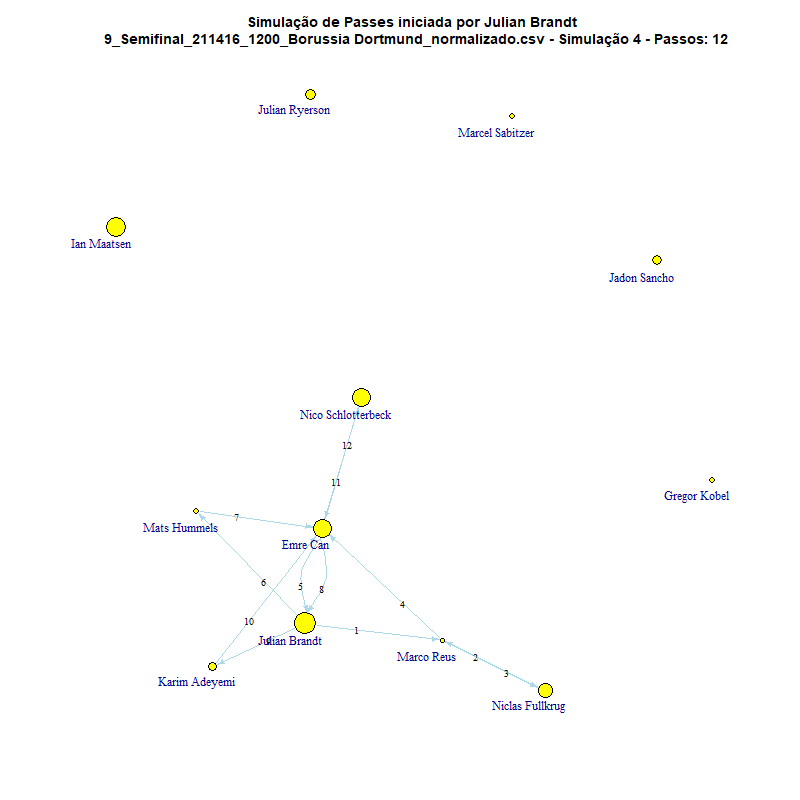 Simulação de Passes iniciada por Julian Brandt
9_Semifinal_211416_1200_Borussia Dortmund_normalizado.csv - Simulação 4 - Passos: 12
Julian Ryerson
Marcel Sabitzer
Ian Maatsen
Jadon Sancho
Nico Schlotterbeck
12
11
Gregor Kobel
7
Mats Hummels
Emre Can
6
5
8
4
10
1
Julian Brandt
Marco Reus
2
3
Karim Adeyemi
Niclas Fullkrug